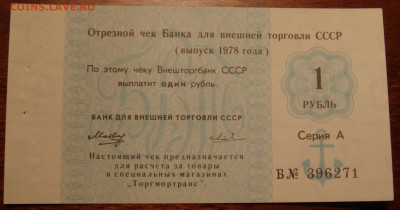 COINS.LAVE.RU
Отрезной чек Банка для внешней торговли СССР
(выпуск 1978 года)
По этому чеку Внешторгбанк СССР
выплатит один рубль.
1
РУБЛЬ
БАНК ДЛЯ ВНЕШНЕЙ ТОРГОВЛИ СССР
Серия А
Настоящий чек предназначается
для расчета за товары
в специальных магазинах
„Торгмортранс".
Б№ 396271